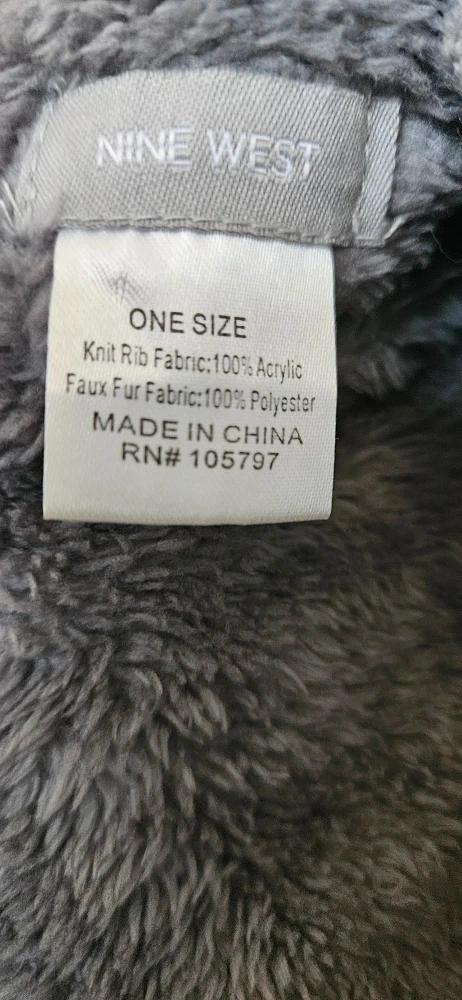 NINE WEST
ONE SIZE
Knit Rib Fabric:100% Acrylic
Faux Fur Fabric:100% Polyester
MADE IN CHINA
RN# 105797